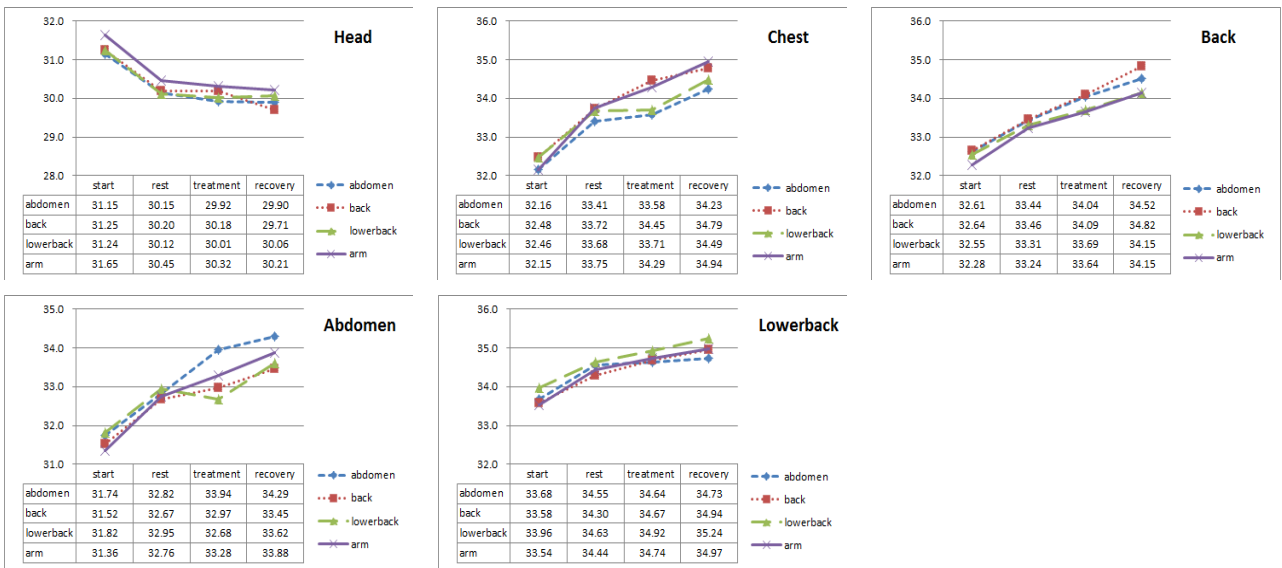 Head
32.0
31.0
30.0
29.0
28.0
start rest treatment recovery
abdomen 31.15 30.15 29.92 29.90
back 31.25 30.20 30.18 29.71
lowerback 31.24 30.12 30.01 30.06
arm 31.65 30.45 30.32 30.21
abdomen
back
lowerback
arm
Chest
36.0
35.0
34.0
33.0
32.0
start rest treatment recovery
abdomen 32.16 33.41 33.58 34.23
back 32.48 33.72 34.45 34.79
lowerback 32.46 33.68 33.71 34.49
arm 32.15 33.75 34.29 34.94
abdomen
back
lowerback
arm
Back
36.0
35.0
34.0
33.0
32.0
start rest treatment recovery
abdomen 32.61 33.44 34.04 34.52
back 32.64 33.46 34.09 34.82
lowerback 32.55 33.31 33.69 34.15
arm 32.28 33.24 33.64 34.15
abdomen
back
lowerback
arm
Abdomen
35.0
34.0
33.0
32.0
31.0
start rest treatment recovery
abdomen 31.74 32.82 33.94 34.29
back 31.52 32.67 32.97 33.45
lowerback 31.82 32.95 32.68 33.62
arm 31.36 32.76 33.28 33.88
abdomen
back
lowerback
arm
Lowerback
36.0
35.0
34.0
33.0
32.0
start rest treatment recovery
abdomen 33.68 34.55 34.64 34.73
back 33.58 34.30 34.67 34.94
lowerback 33.96 34.63 34.92 35.24
arm 33.54 34.44 34.74 34.97
abdomen
back
lowerback
arm